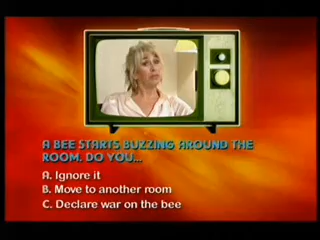 A BEE STARTS BUZZING AROUND THE
ROOM. DO YOU...
A. Ignore it
B. Move to another room
C. Declare war on the bee